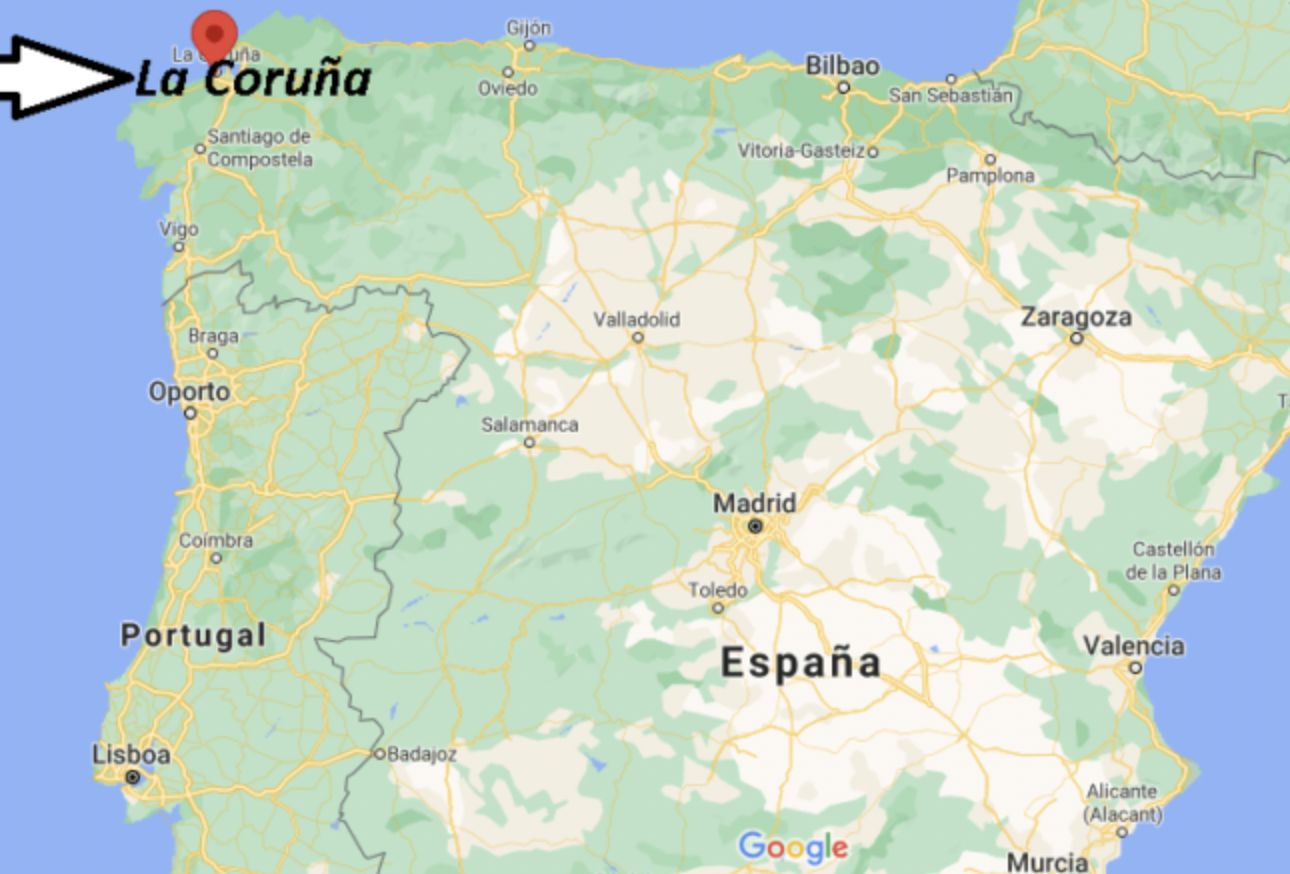 Gijón
La Coruña
La Coruña
Bilbao
Oviedo
San Sebastián
Santiago de
Compostela
Vitoria-Gasteiz
Pamplona
Vigo
Zaragoza
Valladolid
Braga
Oporto
Salamanca
Madrid
Coímbra
Castellón
de la Plana
Toledo
Portugal
Valencia
España
Lisboa
Badajoz
Alicante
(Alacant)
Google
Murcia